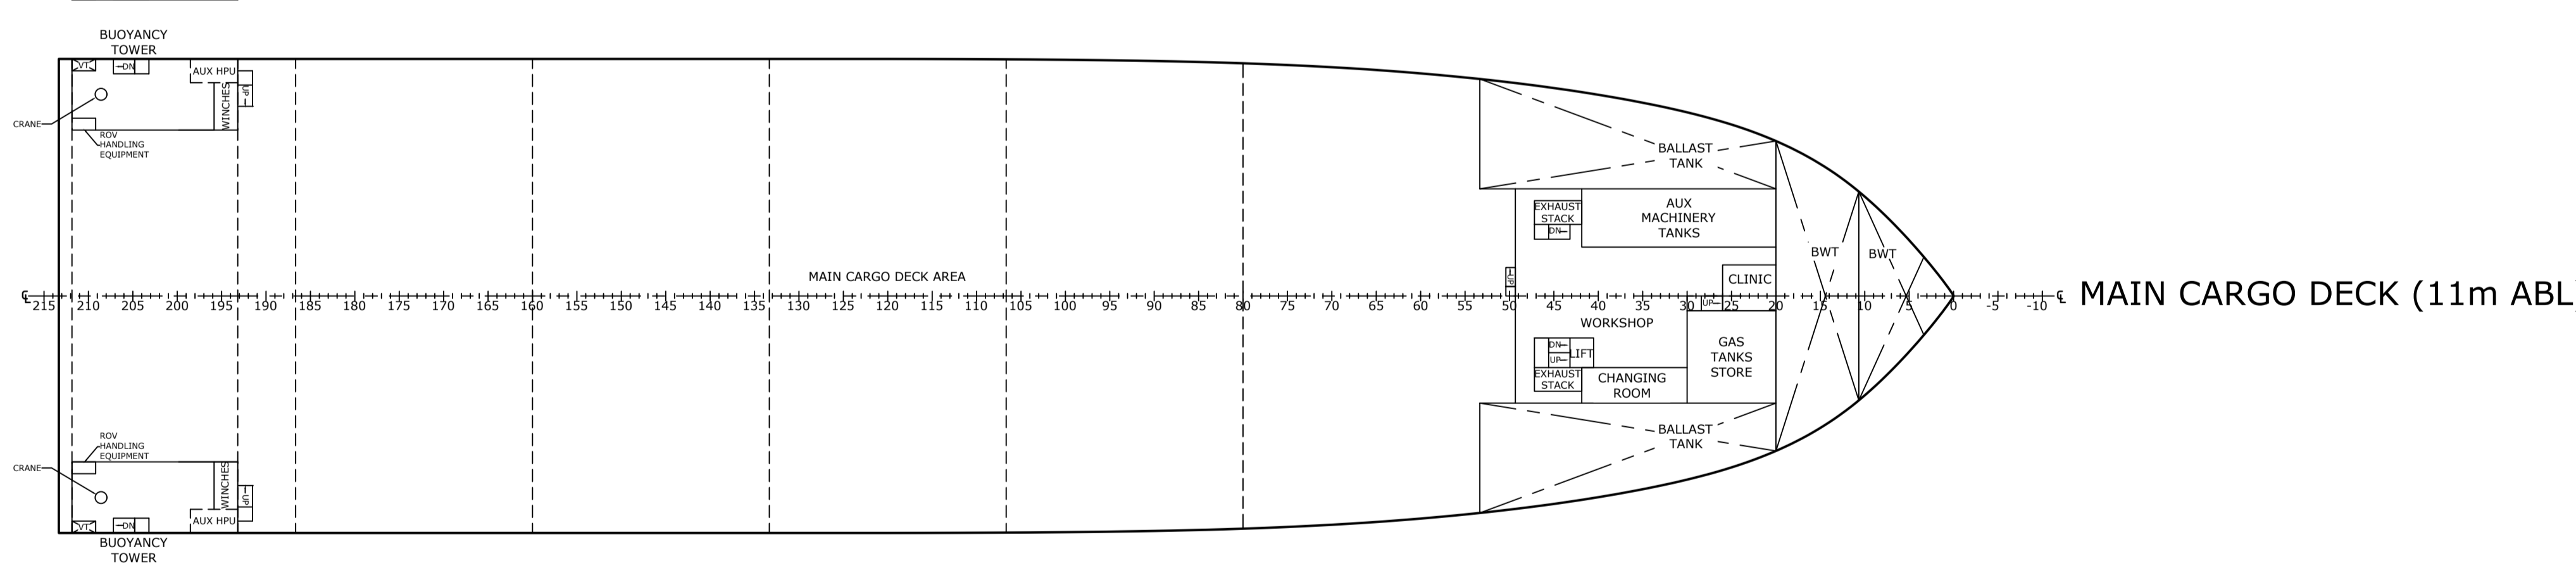 BUOYANCY
TOWER
VT
DN
AUX HPU
UP
WINCHES
CRANE
ROV
HANDLING
EQUIPMENT
BALLAST
TANK
EXHAUST
STACK
DN
AUX
MACHINERY
TANKS
BWT
BWT
MAIN CARGO DECK AREA
UP
CLINIC
℄ 215 210 205 200 195 190 185 180 175 170 165 160 155 150 145 140 135 130 125 120 115 110 105 100 95 90 85 80 75 70 65 60 55 50 45 40 35 30 25 20 15 10 5 0 -5 -10 ℄
UP
MAIN CARGO DECK (11m ABL
WORKSHOP
DN
UP
LIFT
GAS
TANKS
STORE
EXHAUST
STACK
CHANGING
ROOM
BALLAST
TANK
ROV
HANDLING
EQUIPMENT
CRANE
WINCHES
UP
VT
DN
AUX HPU
BUOYANCY
TOWER